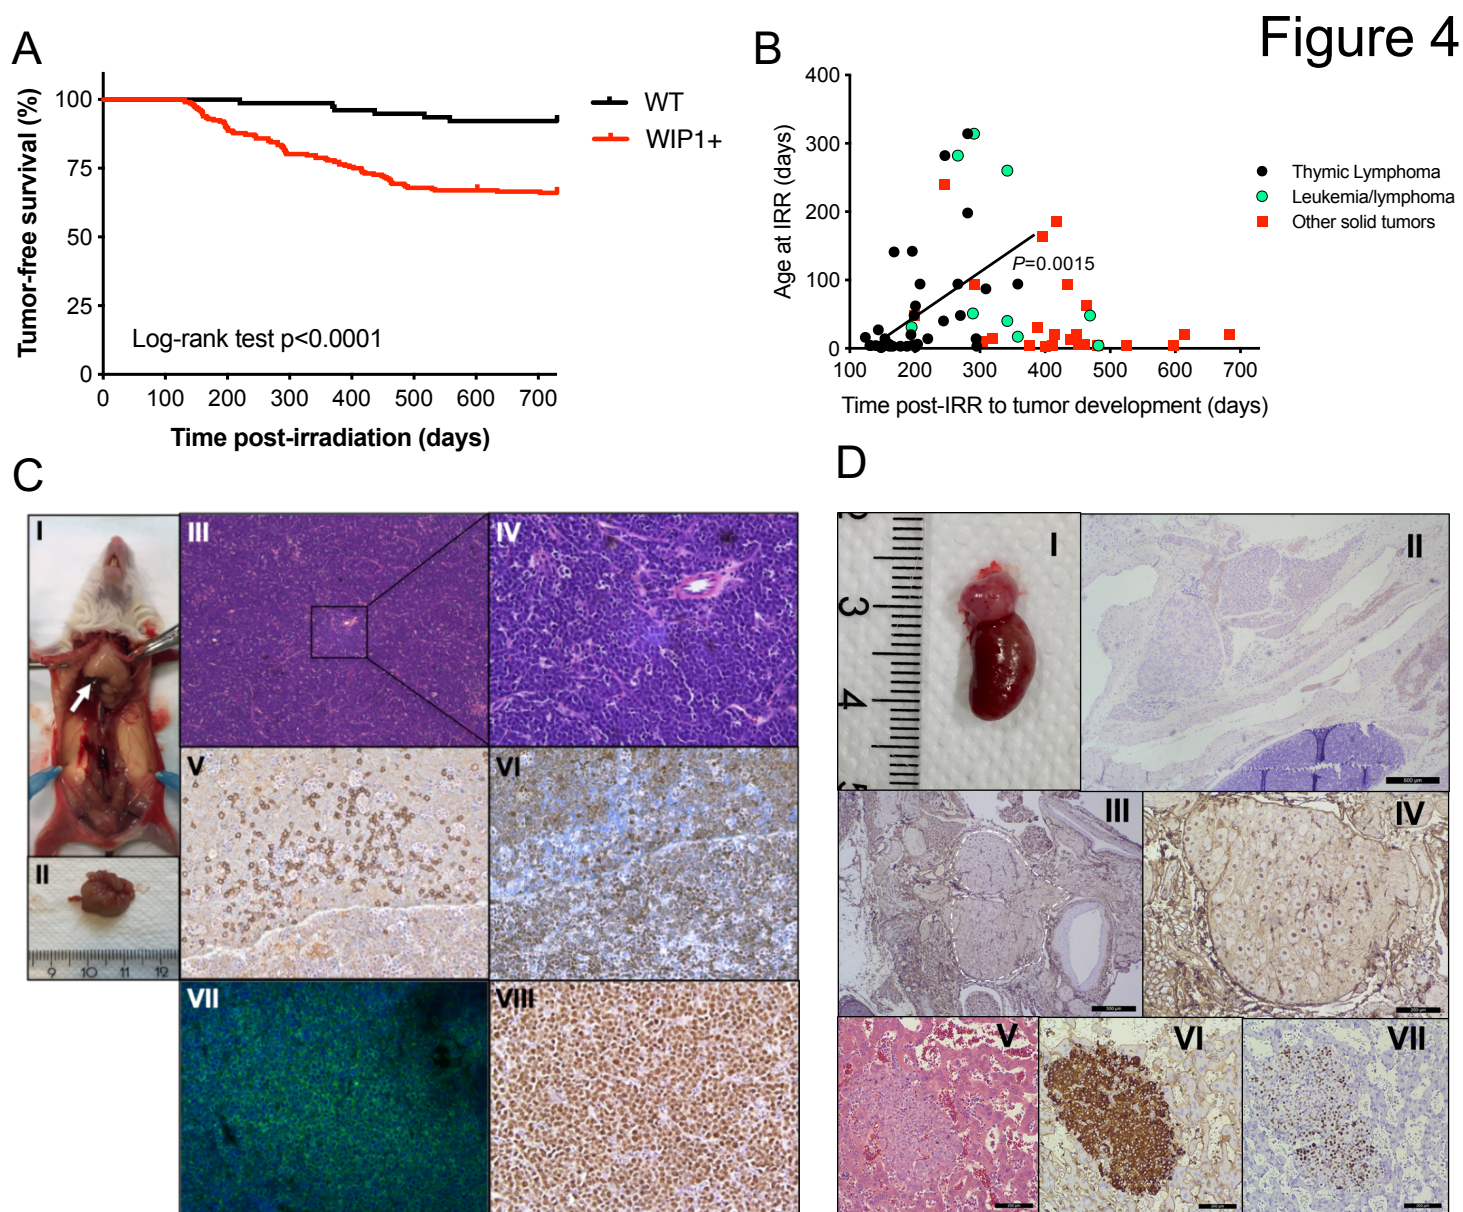 Figure 4
A
Tumor-free survival (%)
100
75
50
25
0
0 100 200 300 400 500 600 700
Time post-irradiation (days)
Log-rank test p<0.0001
WT
WIP1+
B
Age at IRR (days)
400
300
200
100
0
100 200 300 400 500 600 700
Time post-IRR to tumor development (days)
P=0.0015
Thymic Lymphoma
Leukemia/lymphoma
Other solid tumors
C
I
II
9 10 11 12
III
IV
V
VI
VII
VIII
D
I
3
4
II
500 µm
III
IV
V
VI
VII